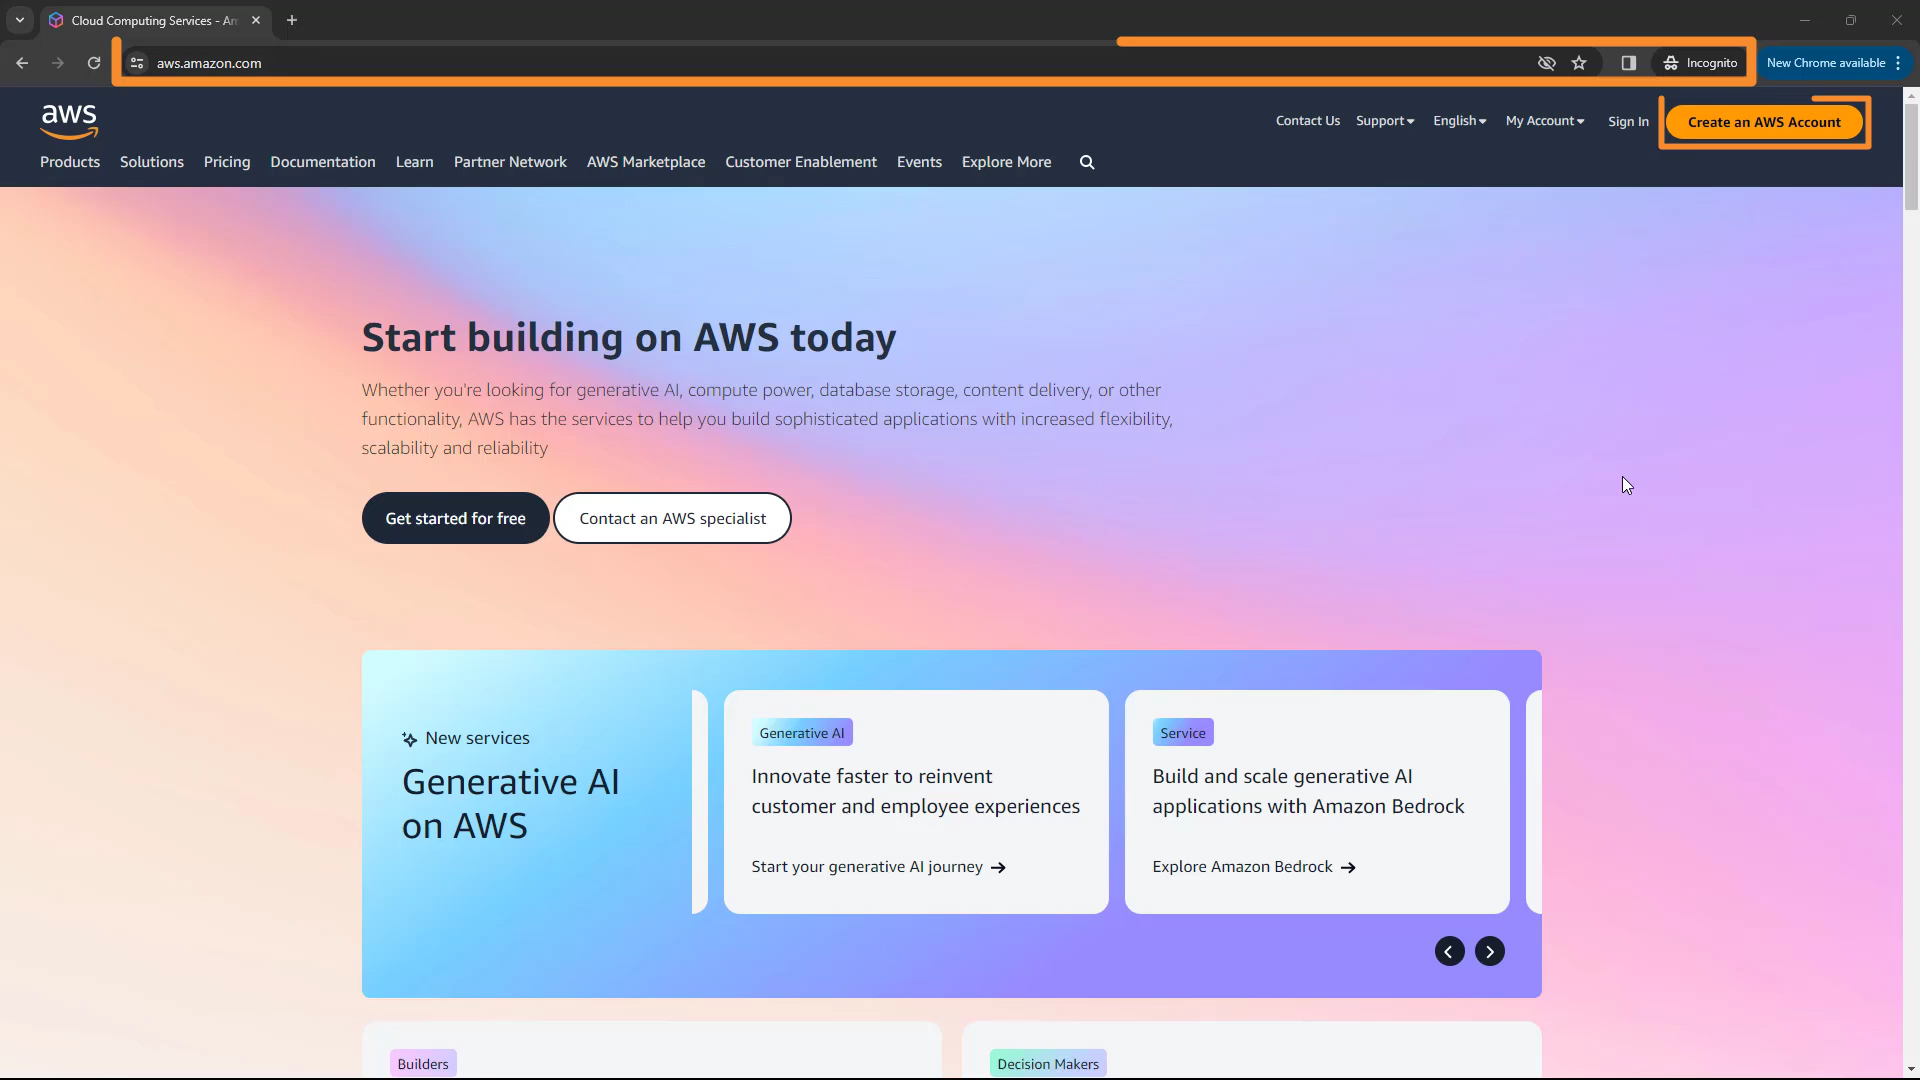 Cloud Computing Services - Am
aws.amazon.com
Incognito
New Chrome available
aws
Contact Us
Support
English
My Account
Sign In
Create an AWS Account
Products
Solutions
Pricing
Documentation
Learn
Partner Network
AWS Marketplace
Customer Enablement
Events
Explore More
Start building on AWS today
Whether you're looking for generative AI, compute power, database storage, content delivery, or other
functionality, AWS has the services to help you build sophisticated applications with increased flexibility,
scalability and reliability
Get started for free
Contact an AWS specialist
New services
Generative AI
on AWS
Generative AI
Innovate faster to reinvent
customer and employee experiences
Start your generative AI journey
Service
Build and scale generative AI
applications with Amazon Bedrock
Explore Amazon Bedrock
Builders
Decision Makers